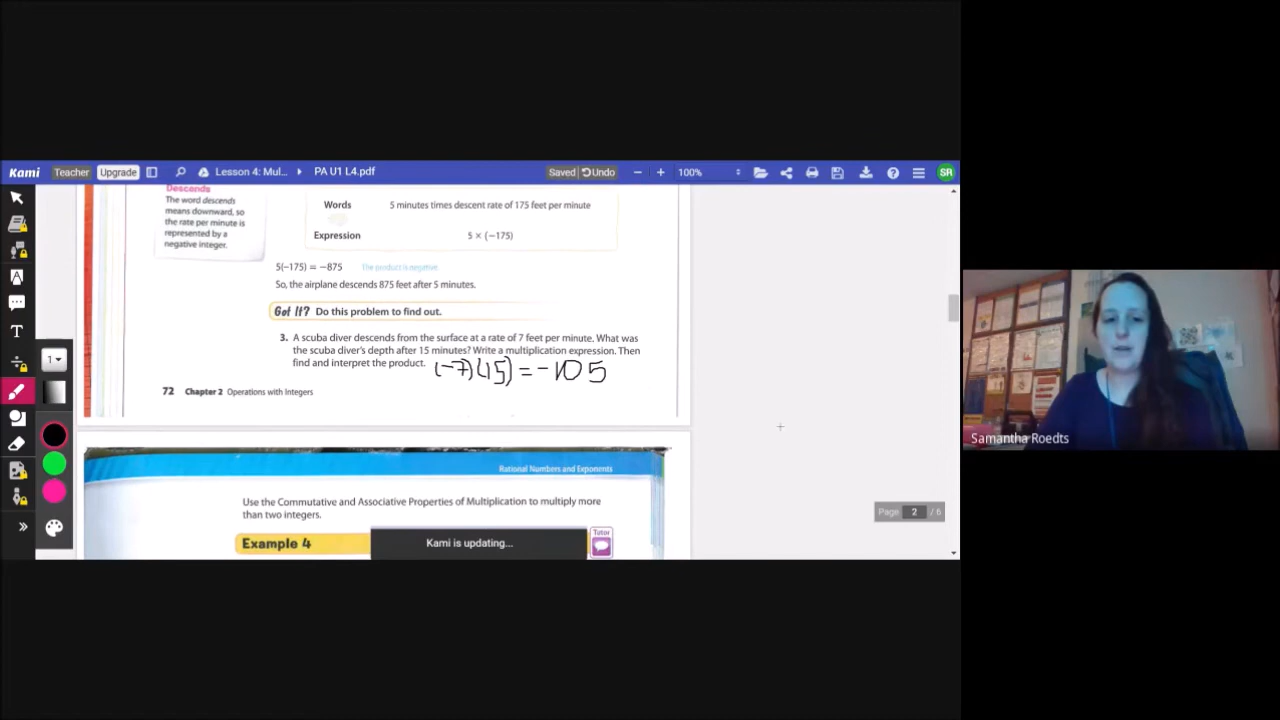 Kami Teacher Upgrade Lesson 4: Mul... PA U1 L4.pdf Saved Undo 100% SR
Descends
The word descends
means downward, so
the rate per minute is
represented by a
negative integer.
Words 5 minutes times descent rate of 175 feet per minute
Expression 5 × (−175)
5(−175) = −875 The product is negative.
So, the airplane descends 875 feet after 5 minutes.
Got It? Do this problem to find out.
3. A scuba diver descends from the surface at a rate of 7 feet per minute. What was
the scuba diver's depth after 15 minutes? Write a multiplication expression. Then
find and interpret the product. (-7)(15) = -105
72 Chapter 2 Operations with Integers
1
T
Rational Numbers and Exponents
Use the Commutative and Associative Properties of Multiplication to multiply more
than two integers.
Example 4
Kami is updating...
Tutor
Page 2 / 6
Samantha Roedts